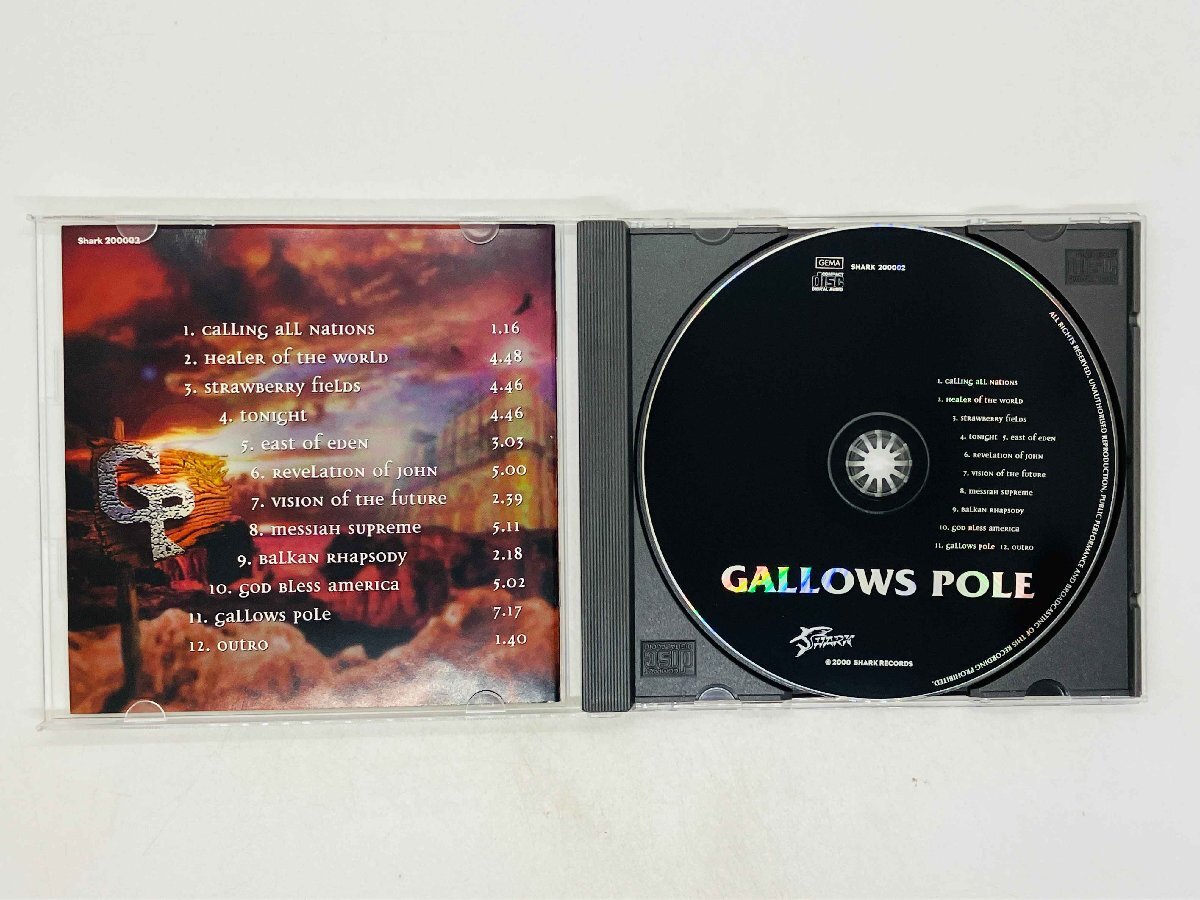 Shark 200002
1. Calling all Nations 1.16
2. Healer of the World 4.48
3. Strawberry Fields 4.46
4. Tonight 4.46
5. East of Eden 3.03
6. Revelation of John 5.00
7. Vision of the Future 2.39
8. Messiah Supreme 5.11
9. Balkan Rhapsody 2.18
10. God Bless America 5.02
11. Gallows Pole 7.17
12. Outro 1.40
GP
GEMA
SHARK 200002
COMPACT
disc
DIGITAL AUDIO
1. Calling all Nations
2. Healer of the World
3. Strawberry Fields
4. Tonight 5. East of Eden
6. Revelation of John
7. Vision of the Future
8. Messiah Supreme
9. Balkan Rhapsody
10. God Bless America
11. Gallows Pole 12. Outro
GALLOWS POLE
SHARK
© 2000 SHARK RECORDS
ALL RIGHTS RESERVED. UNAUTHORISED REPRODUCTION, PUBLIC PERFORMANCE AND BROADCASTING OF THIS RECORDING PROHIBITED.